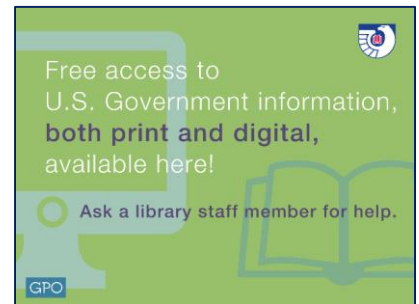 Free access to
U.S. Government information,
both print and digital,
available here!
Ask a library staff member for help.
GPO